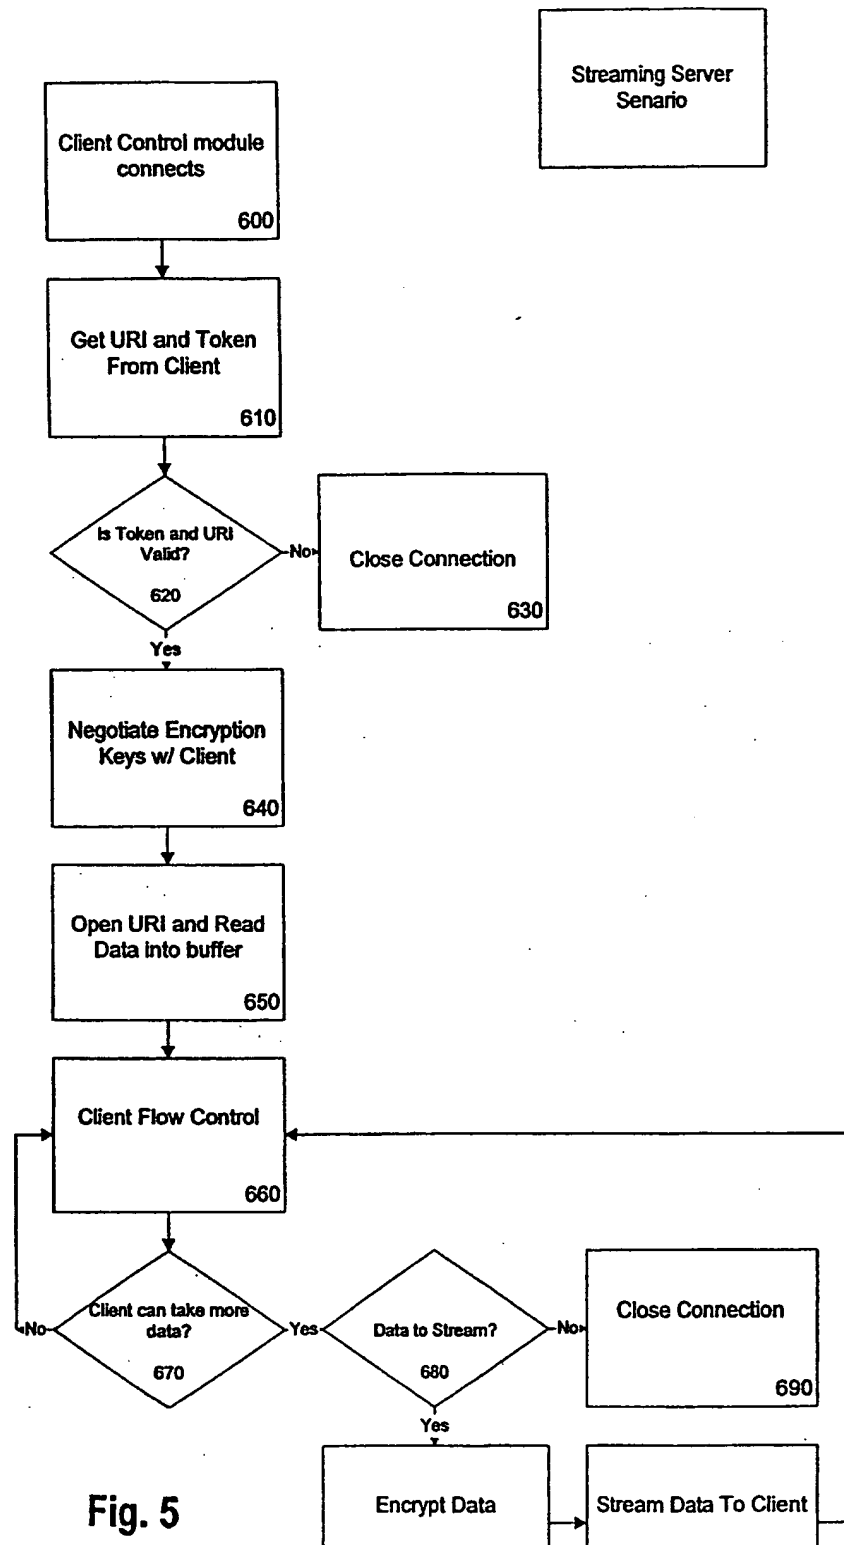 Streaming Server
Senario
Client Control module
connects
600
Get URI and Token
From Client
610
Is Token and URI
Valid?
620
No
Close Connection
630
Yes
Negotiate Encryption
Keys w/ Client
640
Open URI and Read
Data into buffer
650
Client Flow Control
660
Client can take more
data?
670
No
Yes
Data to Stream?
680
No
Close Connection
690
Yes
Encrypt Data
Stream Data To Client
Fig. 5